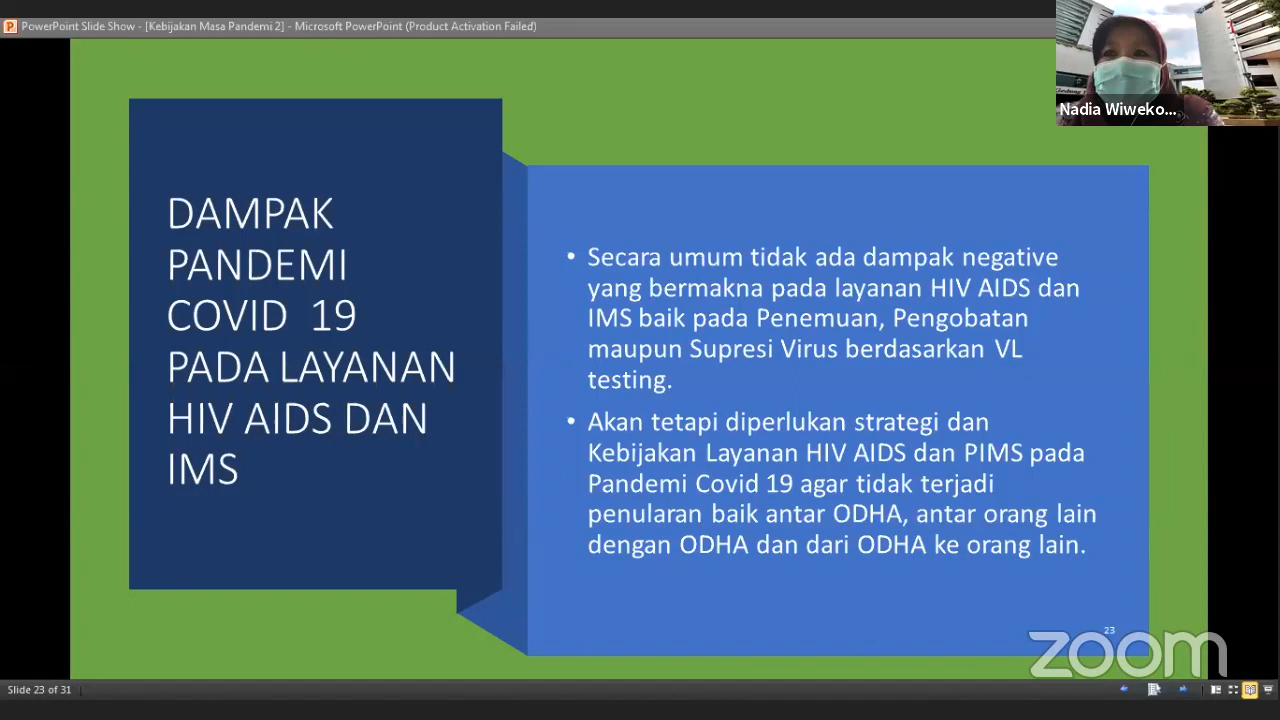 PowerPoint Slide Show - [Kebijakan Masa Pandemi 2] - Microsoft PowerPoint (Product Activation Failed)
Nadia Wiweko...
DAMPAK
PANDEMI
COVID 19
PADA LAYANAN
HIV AIDS DAN
IMS
• Secara umum tidak ada dampak negative
yang bermakna pada layanan HIV AIDS dan
IMS baik pada Penemuan, Pengobatan
maupun Supresi Virus berdasarkan VL
testing.
• Akan tetapi diperlukan strategi dan
Kebijakan Layanan HIV AIDS dan PIMS pada
Pandemi Covid 19 agar tidak terjadi
penularan baik antar ODHA, antar orang lain
dengan ODHA dan dari ODHA ke orang lain.
23
zoom
Slide 23 of 31